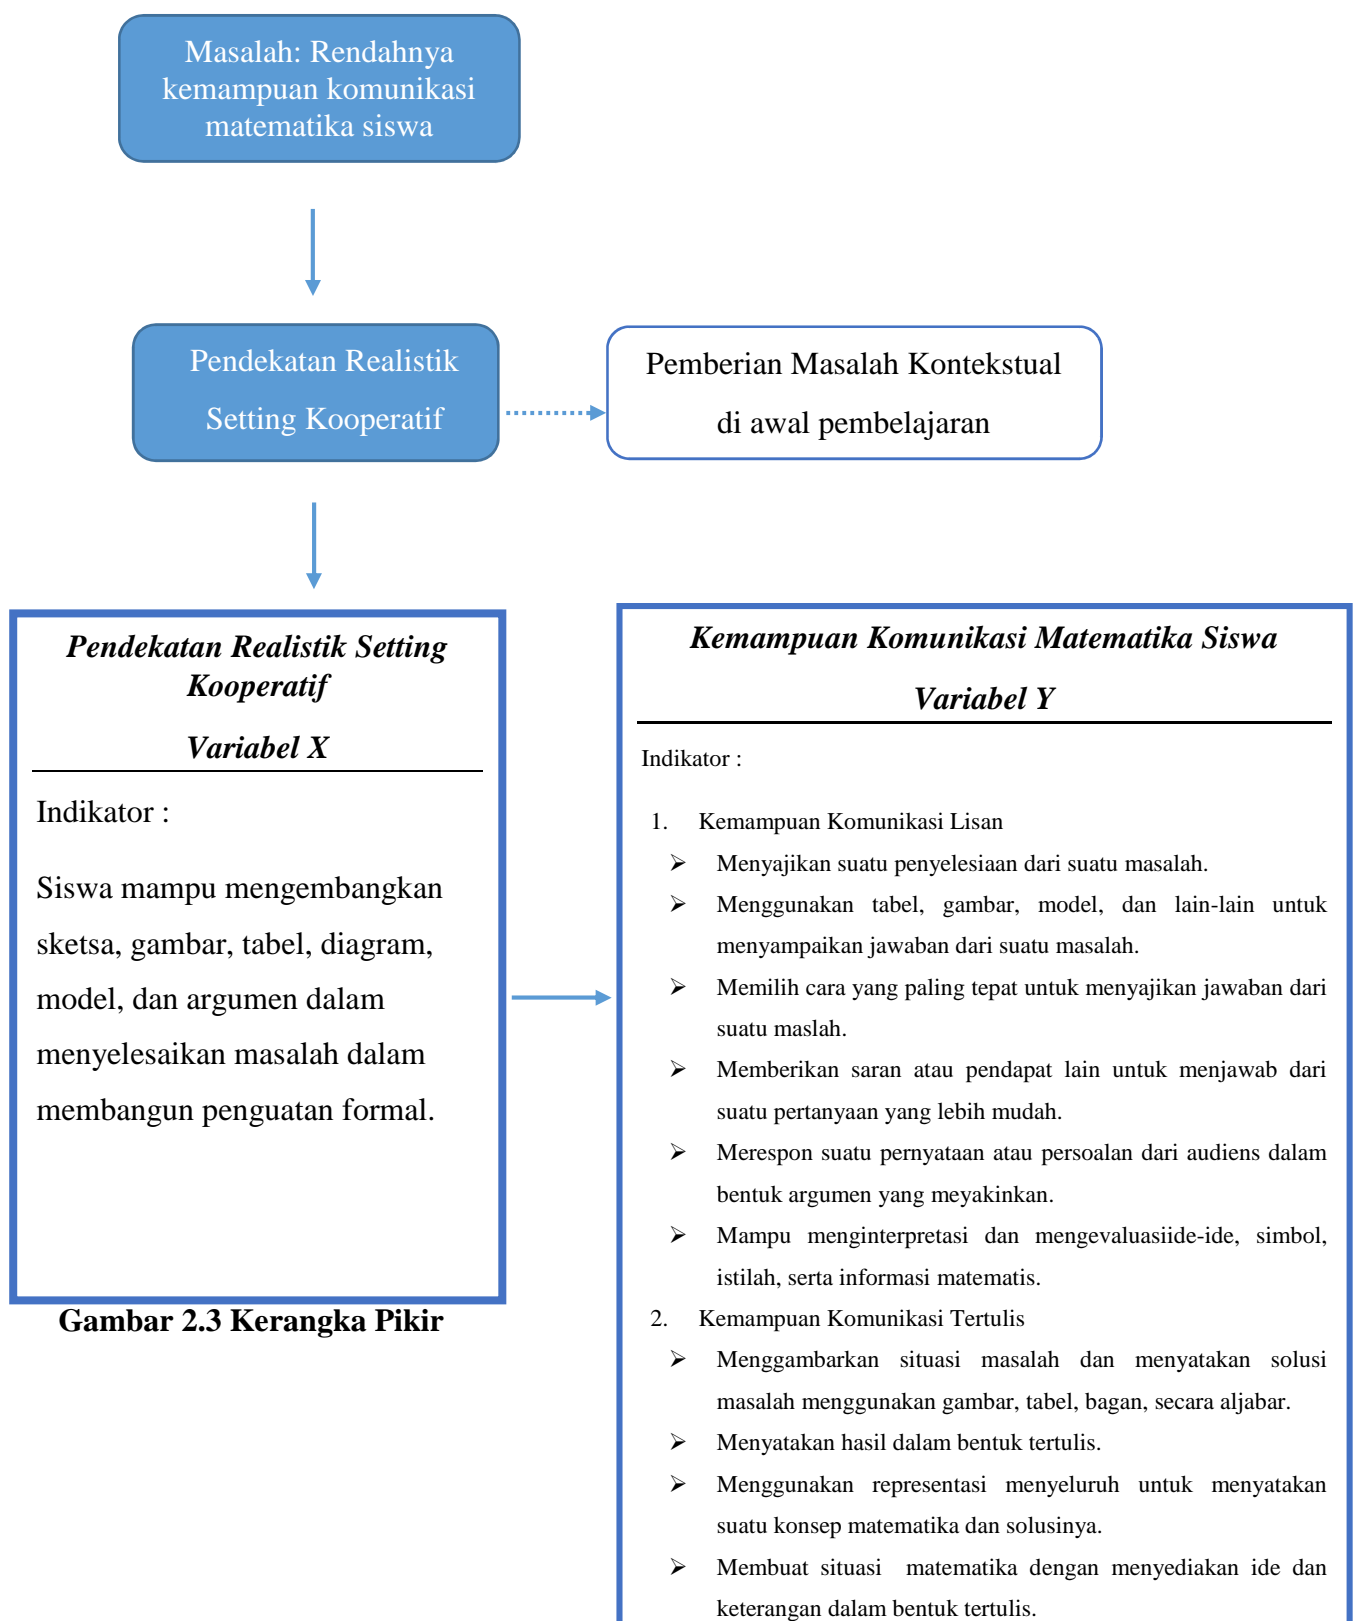 Masalah: Rendahnya
kemampuan komunikasi
matematika siswa
Pendekatan Realistik
Setting Kooperatif
Pemberian Masalah Kontekstual
di awal pembelajaran
Pendekatan Realistik Setting
Kooperatif
Variabel X
Indikator :
Siswa mampu mengembangkan
sketsa, gambar, tabel, diagram,
model, dan argumen dalam
menyelesaikan masalah dalam
membangun penguatan formal.
Gambar 2.3 Kerangka Pikir
Kemampuan Komunikasi Matematika Siswa
Variabel Y
Indikator :
1. Kemampuan Komunikasi Lisan
➢ Menyajikan suatu penyelesiaan dari suatu masalah.
➢ Menggunakan tabel, gambar, model, dan lain-lain untuk
menyampaikan jawaban dari suatu masalah.
➢ Memilih cara yang paling tepat untuk menyajikan jawaban dari
suatu maslah.
➢ Memberikan saran atau pendapat lain untuk menjawab dari
suatu pertanyaan yang lebih mudah.
➢ Merespon suatu pernyataan atau persoalan dari audiens dalam
bentuk argumen yang meyakinkan.
➢ Mampu menginterpretasi dan mengevaluasiide-ide, simbol,
istilah, serta informasi matematis.
2. Kemampuan Komunikasi Tertulis
➢ Menggambarkan situasi masalah dan menyatakan solusi
masalah menggunakan gambar, tabel, bagan, secara aljabar.
➢ Menyatakan hasil dalam bentuk tertulis.
➢ Menggunakan representasi menyeluruh untuk menyatakan
suatu konsep matematika dan solusinya.
➢ Membuat situasi matematika dengan menyediakan ide dan
keterangan dalam bentuk tertulis.